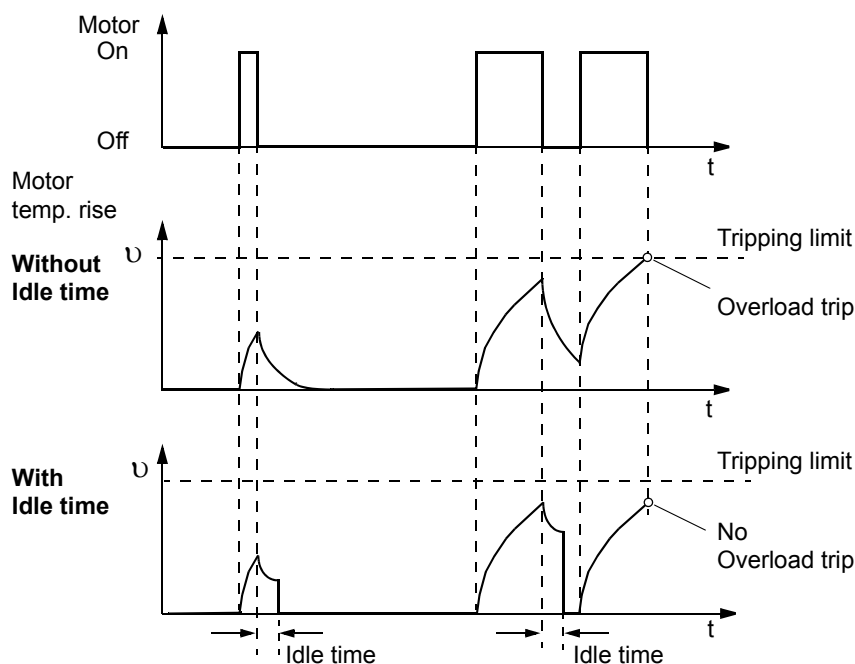 Motor
On
Off
t
Motor
temp. rise
υ
Tripping limit
Without
Idle time
Overload trip
t
With
Idle time
υ
Tripping limit
No
Overload trip
t
Idle time
Idle time